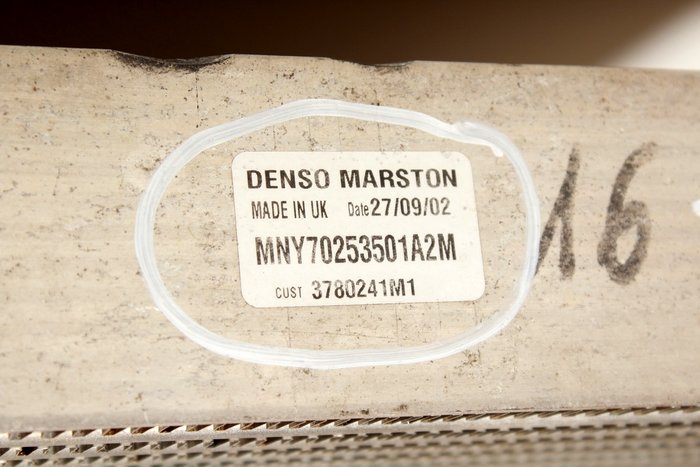 DENSO MARSTON
MADE IN UK Date 27/09/02
MNY70253501A2M
CUST 3780241M1
16